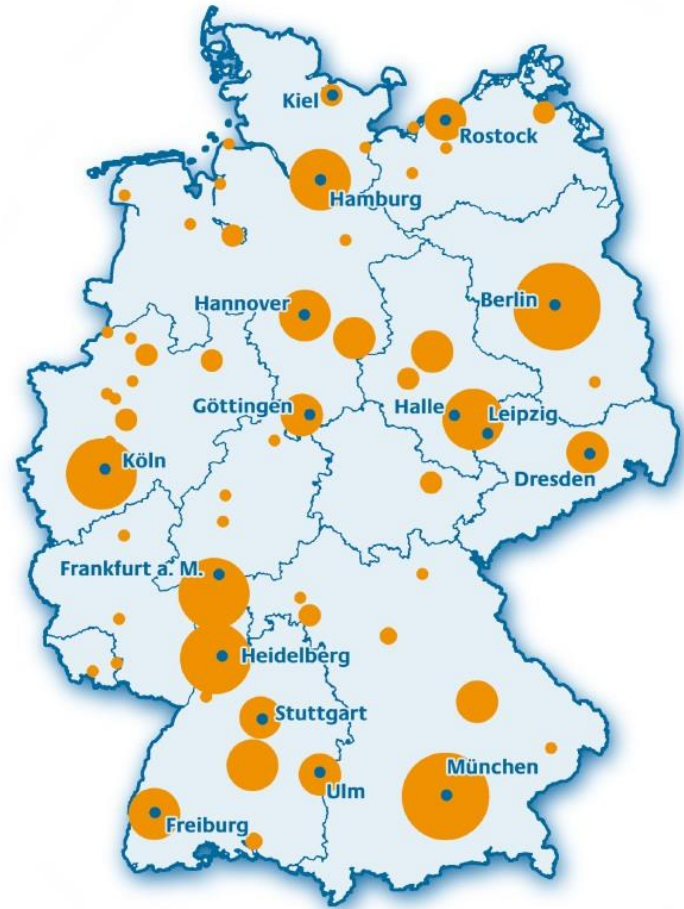 Kiel
Rostock
Hamburg
Hannover
Berlin
Göttingen
Halle
Leipzig
Köln
Dresden
Frankfurt a. M.
Heidelberg
Stuttgart
München
Ulm
Freiburg